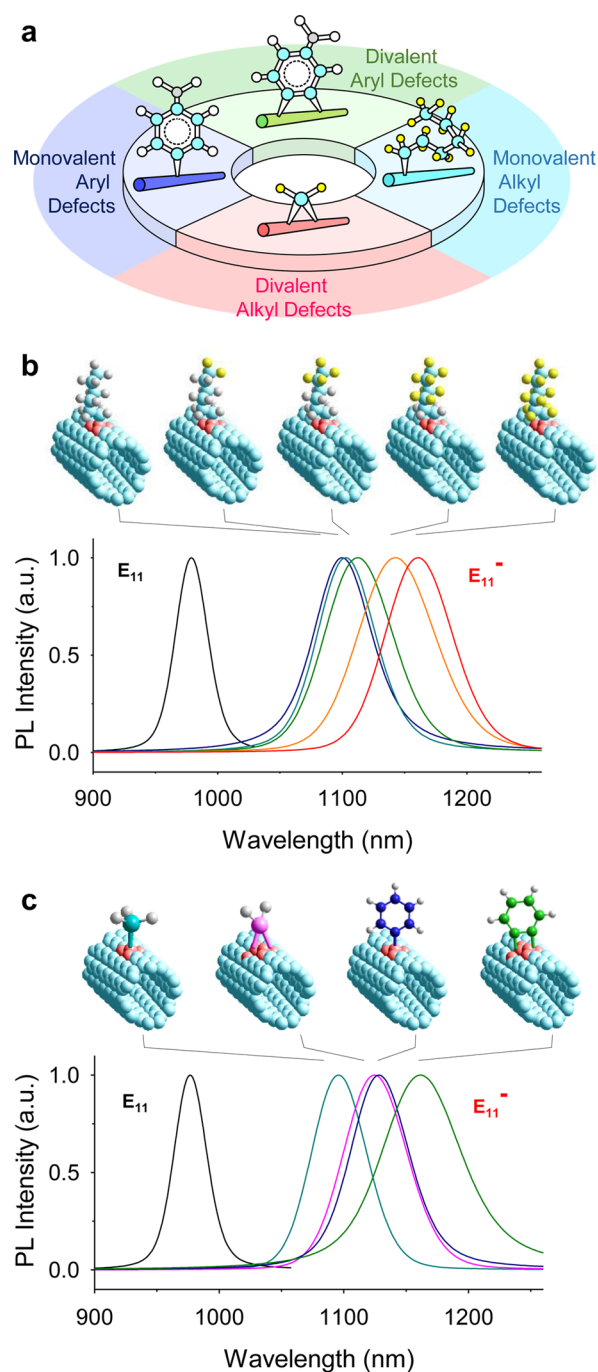 a
Divalent
Aryl Defects
Monovalent
Aryl
Defects
Monovalent
Alkyl
Defects
Divalent
Alkyl Defects
b
E11
E11-
1.0
0.5
0.0
PL Intensity (a.u.)
900 1000 1100 1200
Wavelength (nm)
c
E11
E11-
1.0
0.5
0.0
PL Intensity (a.u.)
900 1000 1100 1200
Wavelength (nm)